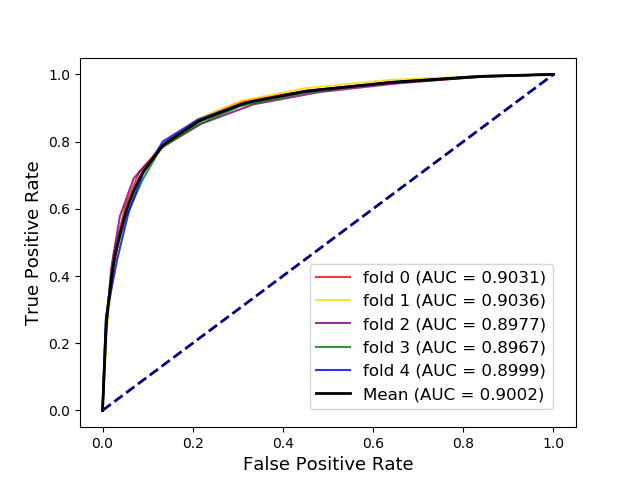 1.0
0.8
0.6
0.4
0.2
0.0
True Positive Rate
fold 0 (AUC = 0.9031)
fold 1 (AUC = 0.9036)
fold 2 (AUC = 0.8977)
fold 3 (AUC = 0.8967)
fold 4 (AUC = 0.8999)
Mean (AUC = 0.9002)
0.0 0.2 0.4 0.6 0.8 1.0
False Positive Rate